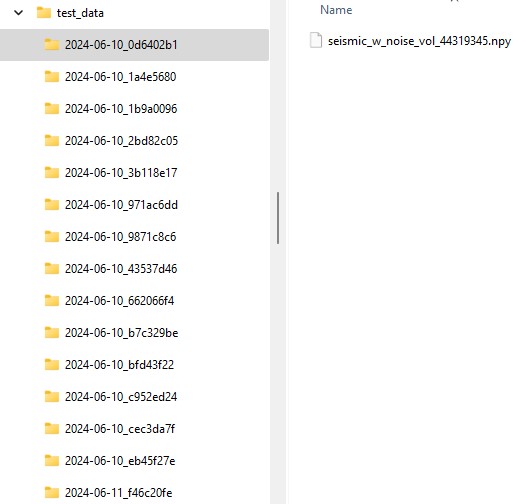 test_data
2024-06-10_0d6402b1
2024-06-10_1a4e5680
2024-06-10_1b9a0096
2024-06-10_2bd82c05
2024-06-10_3b118e17
2024-06-10_971ac6dd
2024-06-10_9871c8c6
2024-06-10_43537d46
2024-06-10_662066f4
2024-06-10_b7c329be
2024-06-10_bfd43f22
2024-06-10_c952ed24
2024-06-10_cec3da7f
2024-06-10_eb45f27e
2024-06-11_f46c20fe
Name
seismic_w_noise_vol_44319345.npy